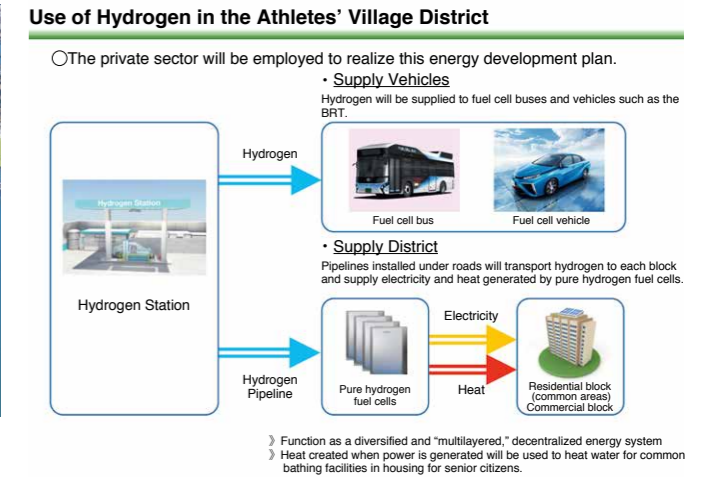 Use of Hydrogen in the Athletes’ Village District
○The private sector will be employed to realize this energy development plan.
・Supply Vehicles
Hydrogen will be supplied to fuel cell buses and vehicles such as the
BRT.
Hydrogen
Hydrogen Station
Fuel cell bus
Fuel cell vehicle
・Supply District
Pipelines installed under roads will transport hydrogen to each block
and supply electricity and heat generated by pure hydrogen fuel cells.
Hydrogen Station
Electricity
Hydrogen
Pipeline
Pure hydrogen
fuel cells
Heat
Residential block
(common areas)
Commercial block
》Function as a diversified and “multilayered,” decentralized energy system
》Heat created when power is generated will be used to heat water for common
bathing facilities in housing for senior citizens.